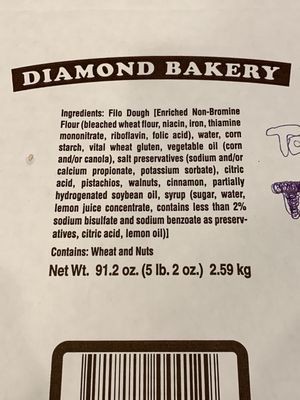 DIAMOND BAKERY
Ingredients: Filo Dough [Enriched Non-Bromine
Flour (bleached wheat flour, niacin, iron, thiamine
mononitrate, riboflavin, folic acid), water, corn
starch, vital wheat gluten, vegetable oil (corn
and/or canola), salt preservatives (sodium and/or
calcium propionate, potassium sorbate), citric
acid, pistachios, walnuts, cinnamon, partially
hydrogenated soybean oil, syrup (sugar, water,
lemon juice concentrate, contains less than 2%
sodium bisulfate and sodium benzoate as preserv-
atives, citric acid, lemon oil)]
Contains: Wheat and Nuts
Net Wt. 91.2 oz. (5 lb. 2 oz.) 2.59 kg